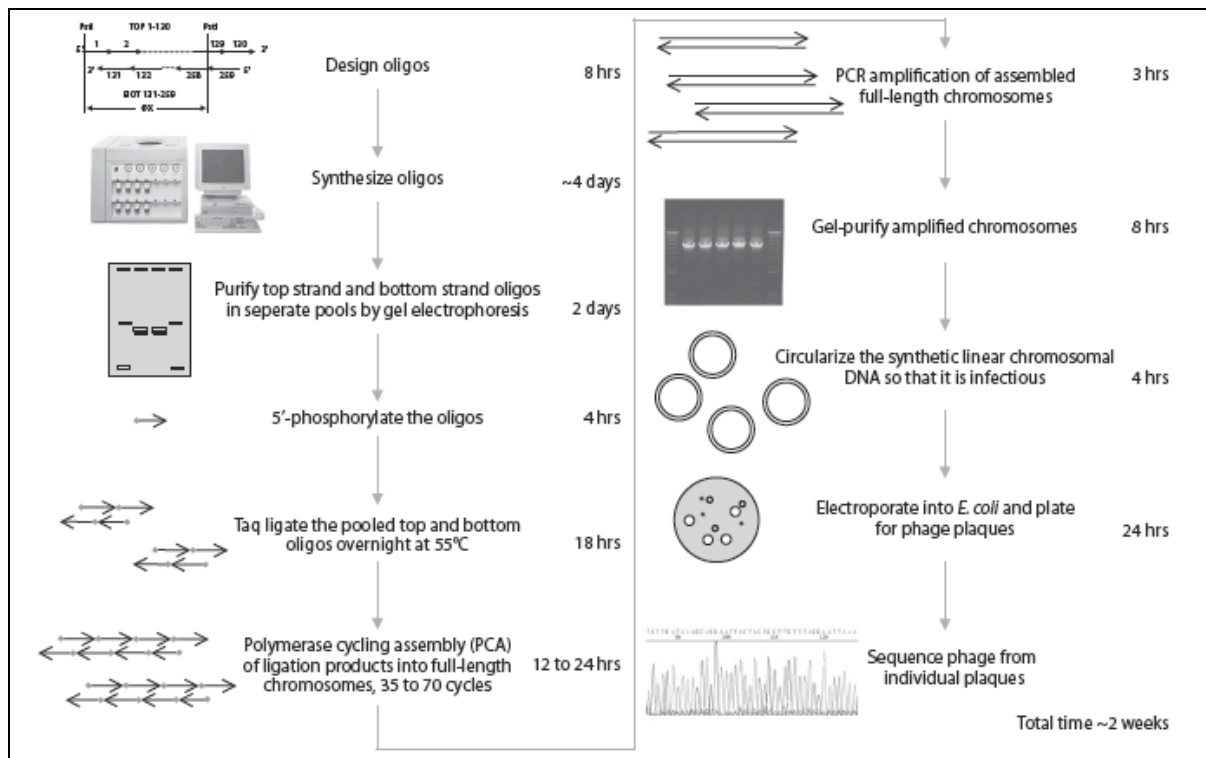 PstI TOP 1-130 PstI
5' 1 2 129 130 3'
3' 131 132 258 259 5'
BOT 131-259
ΦX
Design oligos 8 hrs
Synthesize oligos ~4 days
Purify top strand and bottom strand oligos
in seperate pools by gel electrophoresis 2 days
5′-phosphorylate the oligos 4 hrs
Taq ligate the pooled top and bottom
oligos overnight at 55°C 18 hrs
Polymerase cycling assembly (PCA)
of ligation products into full-length 12 to 24 hrs
chromosomes, 35 to 70 cycles
PCR amplification of assembled 3 hrs
full-length chromosomes
Gel-purify amplified chromosomes 8 hrs
Circularize the synthetic linear chromosomal
DNA so that it is infectious 4 hrs
Electroporate into E. coli and plate
for phage plaques 24 hrs
Sequence phage from
individual plaques
Total time ~2 weeks